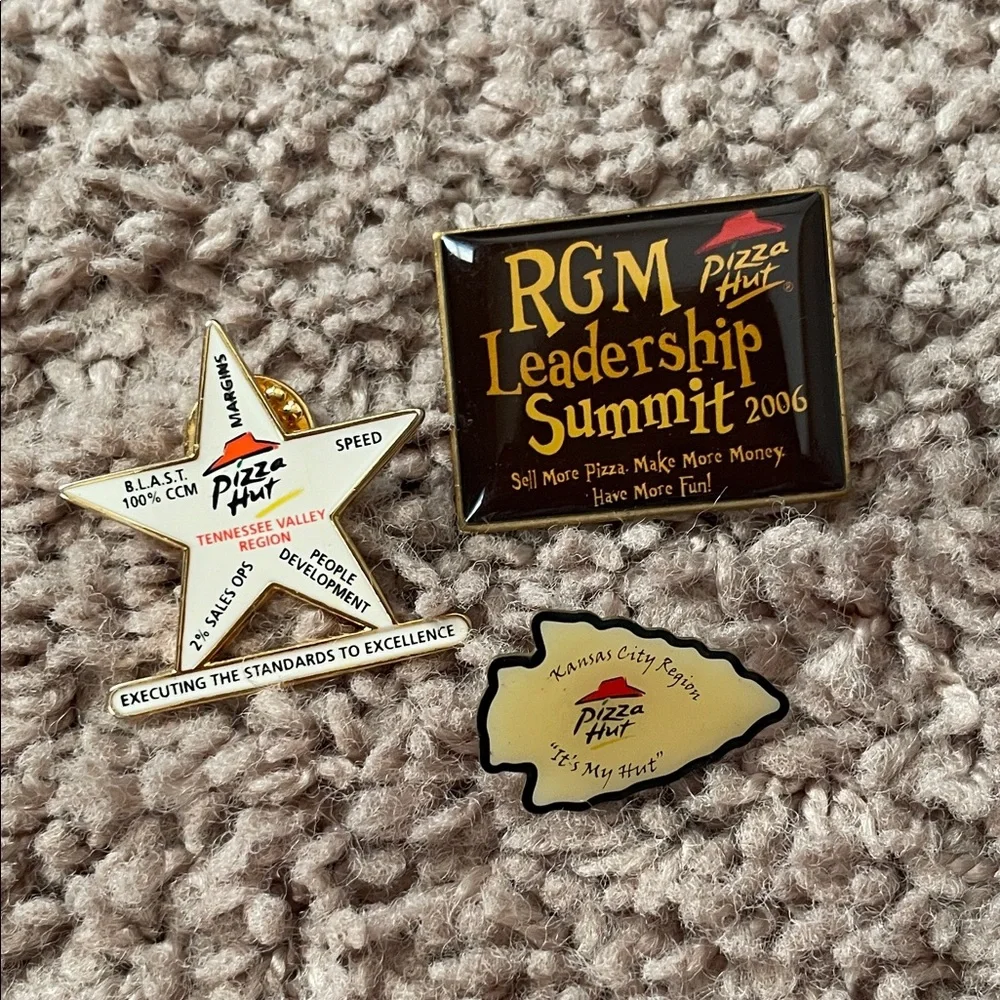 MARGINS
SPEED
B.L.A.S.T.
100% CCM
Pizza
Hut
TENNESSEE VALLEY
REGION
2% SALES OPS
PEOPLE
DEVELOPMENT
EXECUTING THE STANDARDS TO EXCELLENCE
RGM
Leadership
Summit 2006
Pizza
Hut®
Sell More Pizza. Make More Money.
Have More Fun!
Kansas City Region
Pizza
Hut
"It's My Hut"